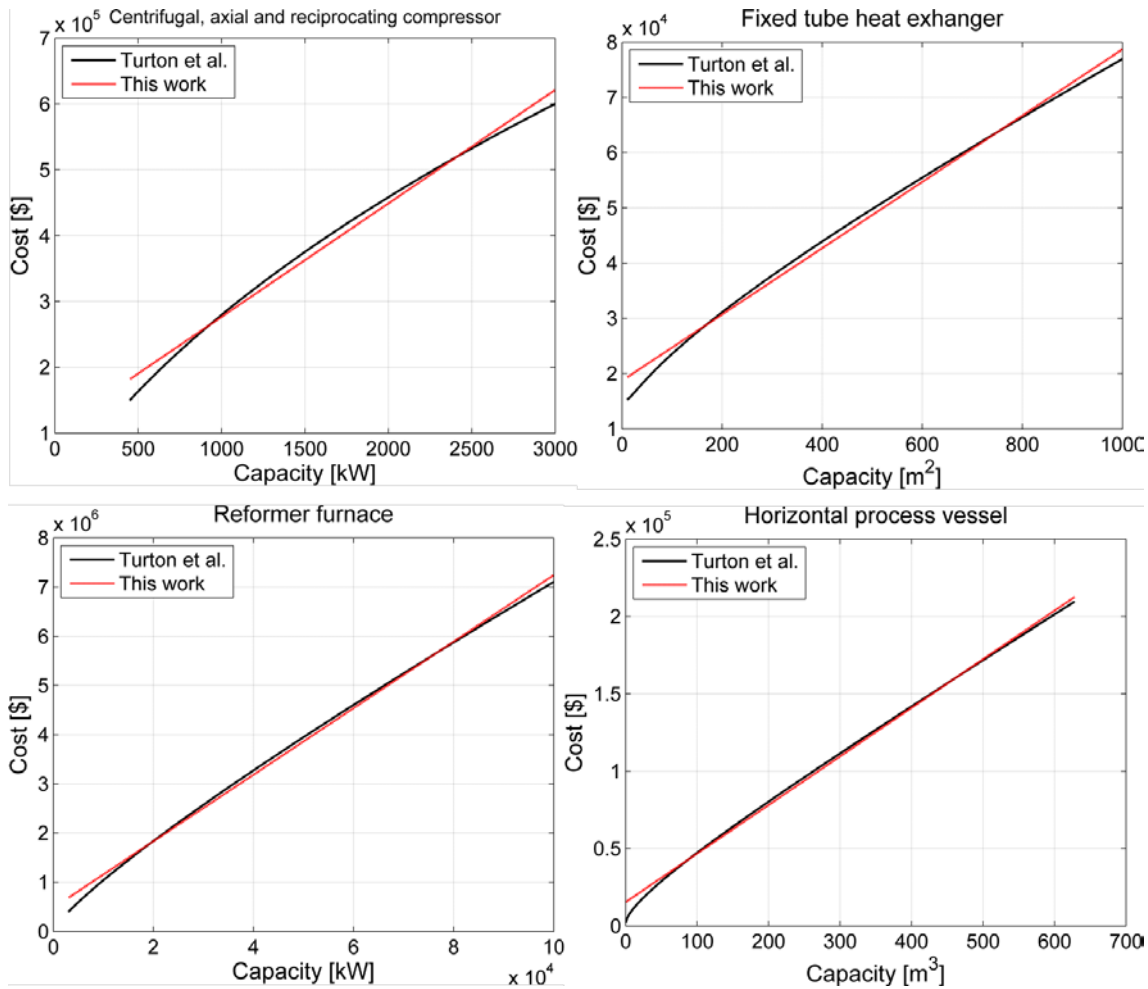 x 10^5 Centrifugal, axial and reciprocating compressor
7
Turton et al.
This work
6
5
4
3
2
1
Cost [$]
0 500 1000 1500 2000 2500 3000
Capacity [kW]
x 10^4 Fixed tube heat exhanger
8
Turton et al.
This work
7
6
5
4
3
2
1
Cost [$]
0 200 400 600 800 1000
Capacity [m^2]
x 10^6 Reformer furnace
8
Turton et al.
This work
7
6
5
4
3
2
1
0
Cost [$]
0 2 4 6 8 10
Capacity [kW]
x 10^4
x 10^5 Horizontal process vessel
2.5
Turton et al.
This work
2
1.5
1
0.5
0
Cost [$]
0 100 200 300 400 500 600 700
Capacity [m^3]